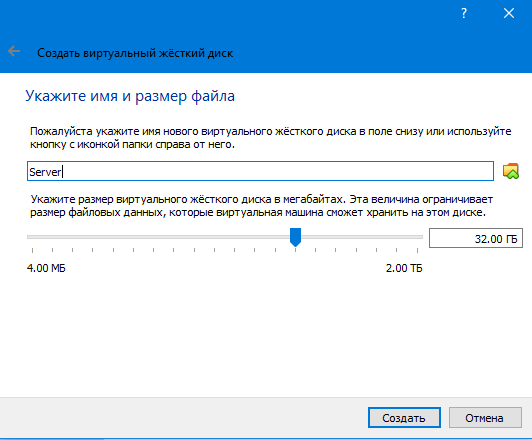 ?
Создать виртуальный жёсткий диск
Укажите имя и размер файла
Пожалуйста укажите имя нового виртуального жёсткого диска в поле снизу или используйте
кнопку с иконкой папки справа от него.
Server
Укажите размер виртуального жёсткого диска в мегабайтах. Эта величина ограничивает
размер файловых данных, которые виртуальная машина сможет хранить на этом диске.
32.00 ГБ
4.00 МБ 2.00 ТБ
Создать Отмена